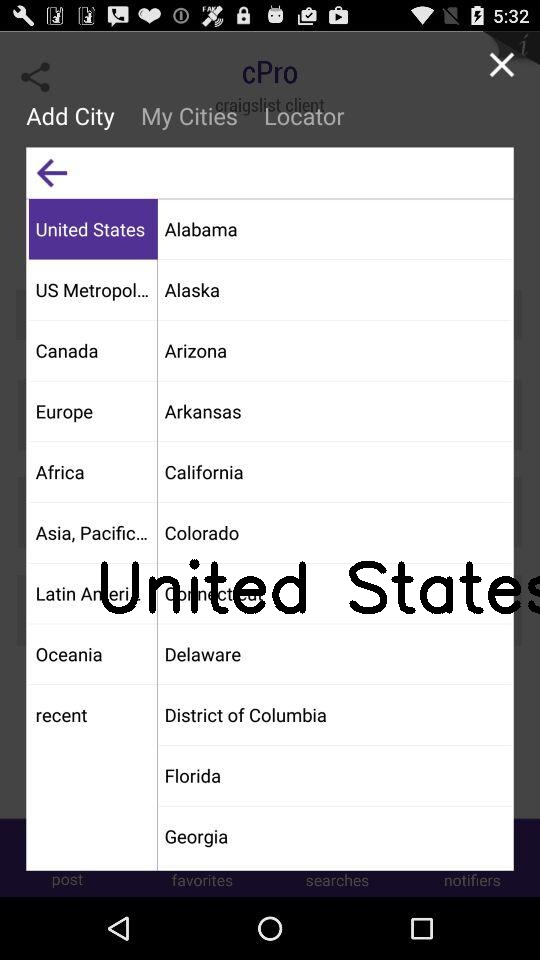 5:32
cPro
craigslist client
Add City My Cities Locator
United States Alabama
US Metropol... Alaska
Canada Arizona
Europe Arkansas
Africa California
Asia, Pacific... Colorado
United States
Latin Ameri... Connecticut
Oceania Delaware
recent District of Columbia
Florida
Georgia
post favorites searches notifiers